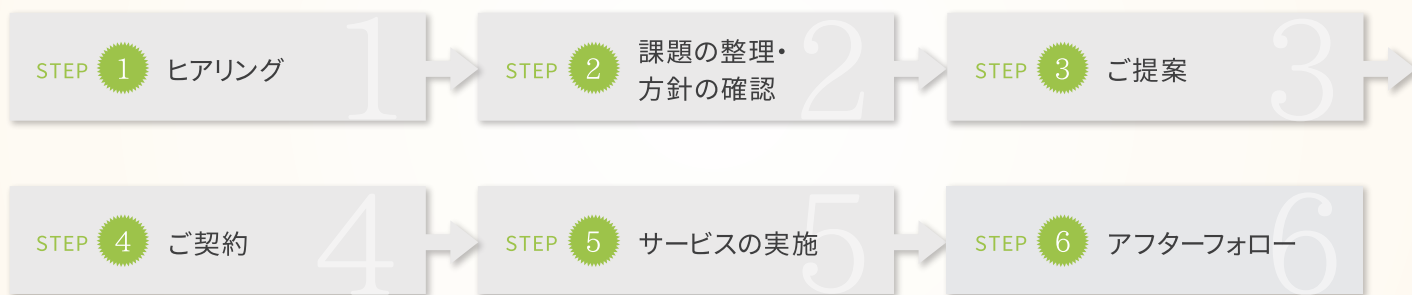 STEP 1 ヒアリング 1
STEP 2 課題の整理・
方針の確認 2
STEP 3 ご提案 3
STEP 4 ご契約 4
STEP 5 サービスの実施 5
STEP 6 アフターフォロー 6